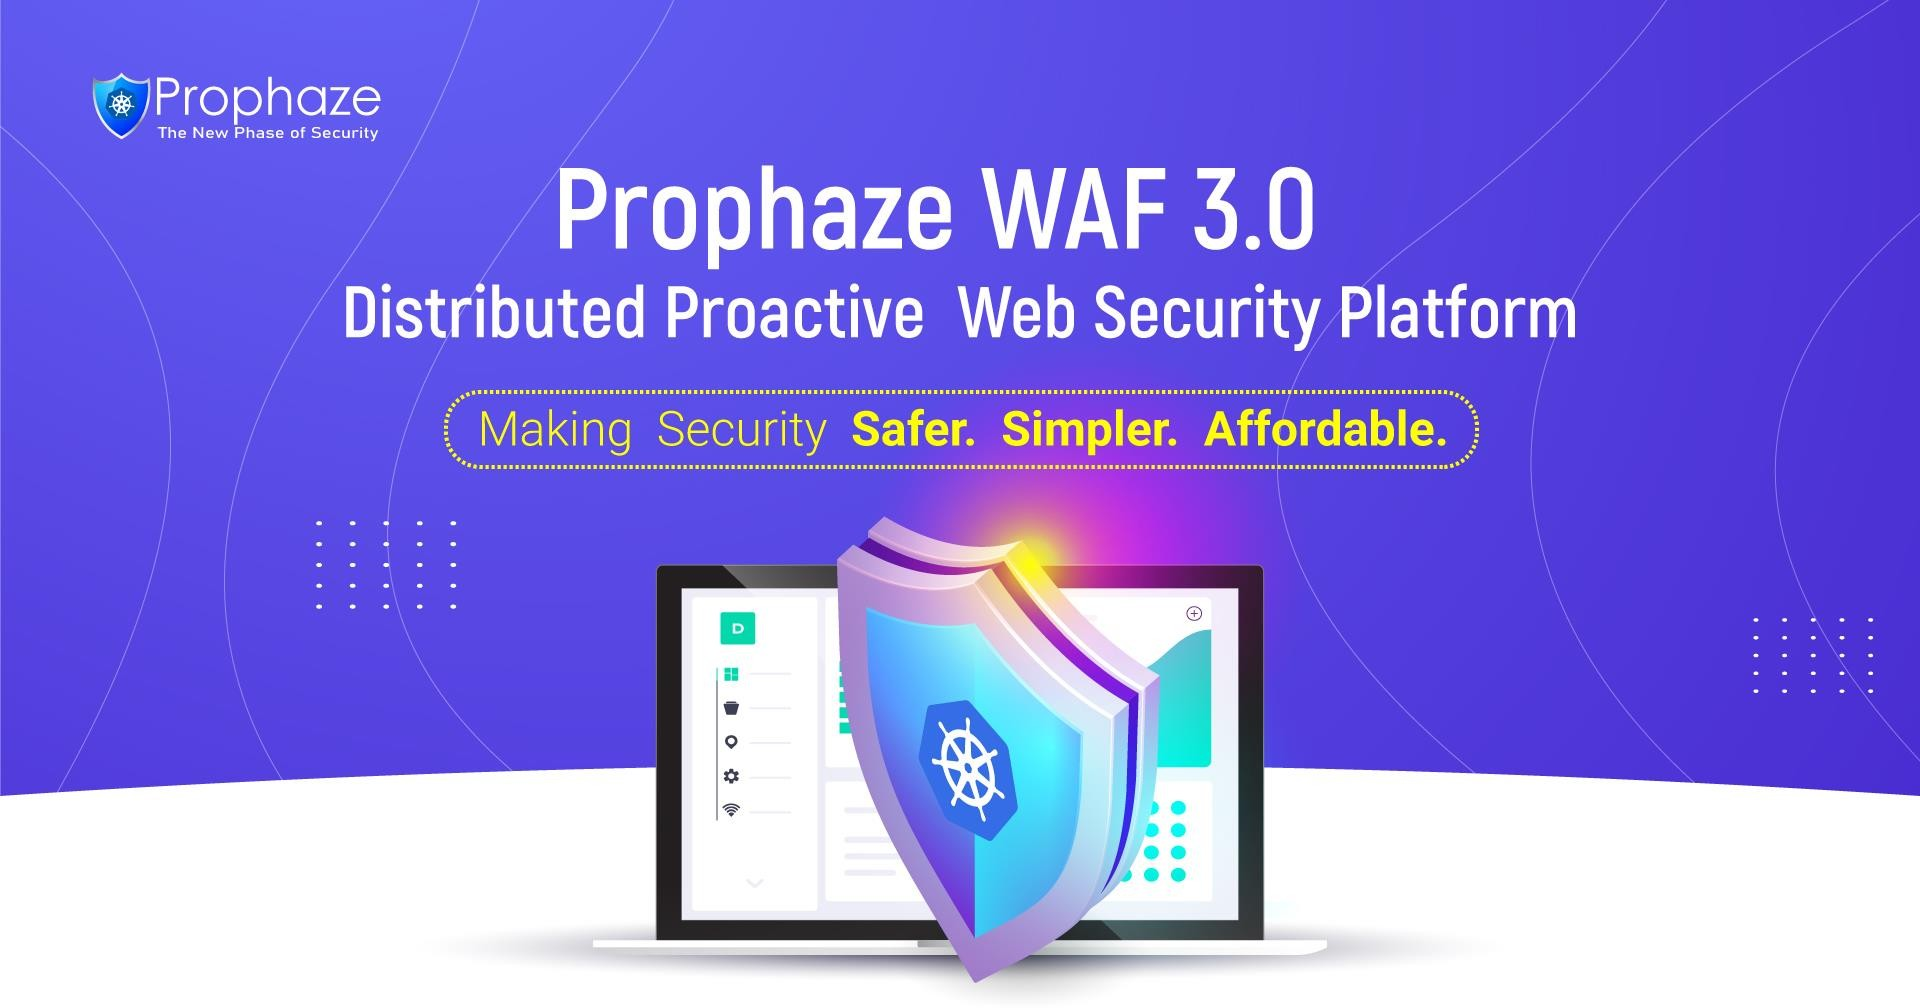 Prophaze
The New Phase of Security
Prophaze WAF 3.0
Distributed Proactive Web Security Platform
Making Security Safer. Simpler. Affordable.
D